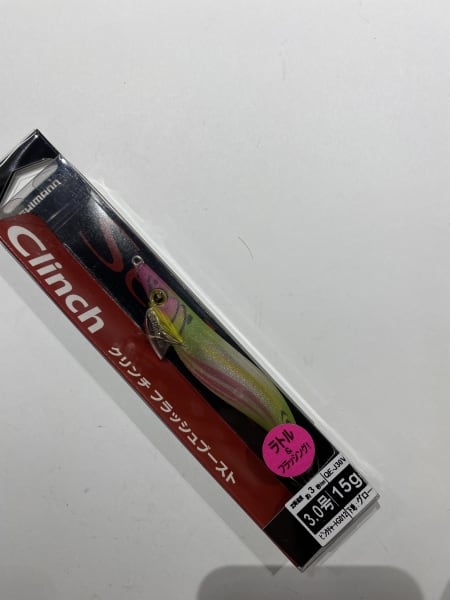 SHIMANO
Clinch
クリンチ フラッシュブースト
ラトル
&
フラッシング!
QE-J30V
3.0号
15g
グロー